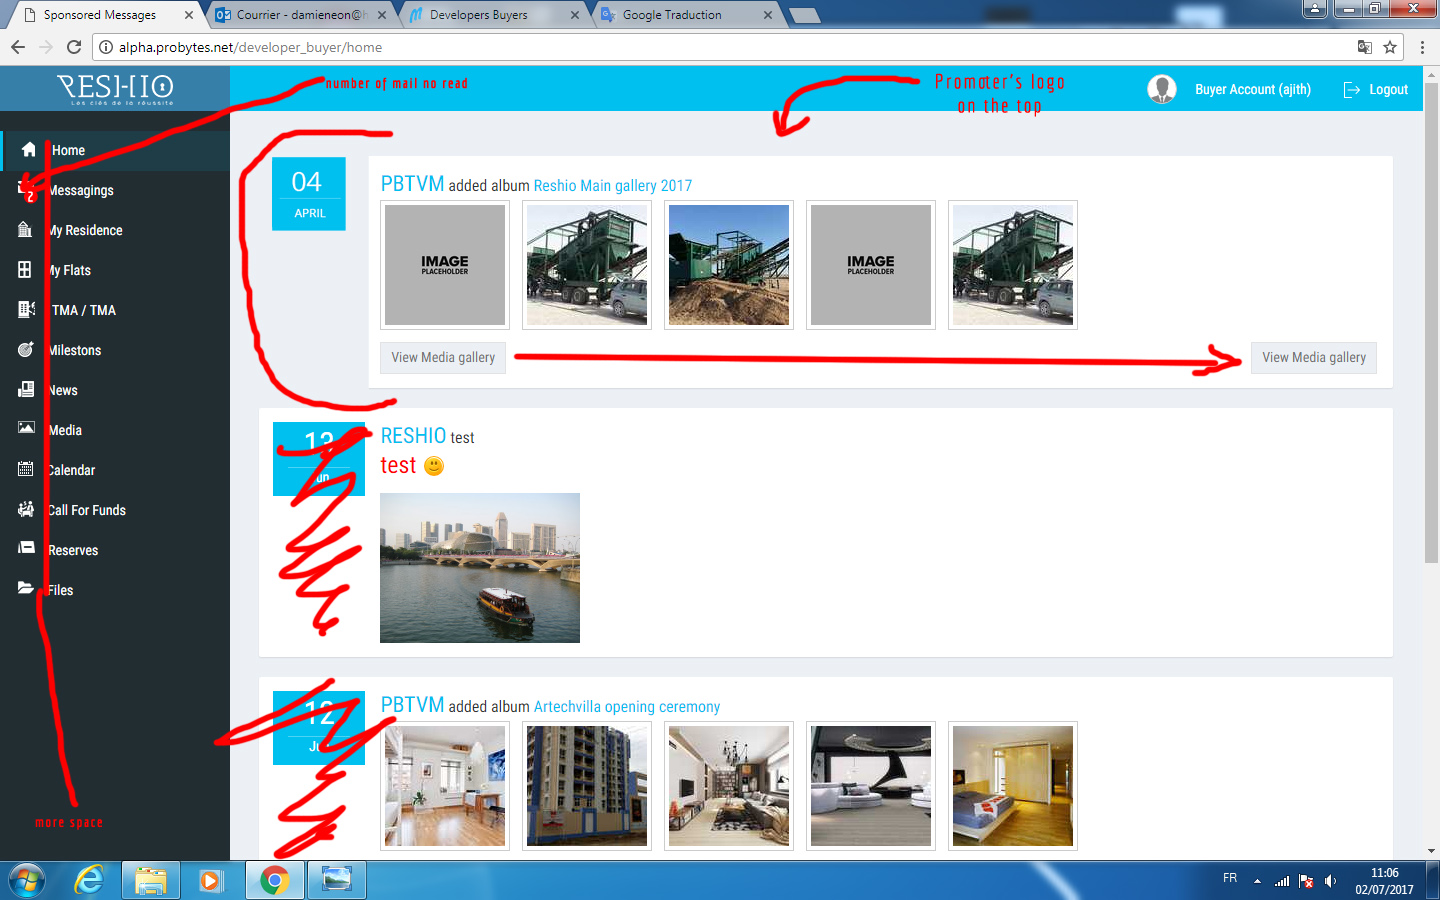 Sponsored Messages
Courrier - damieneon@h
Developers Buyers
Google Traduction
alpha.probytes.net/developer_buyer/home
RESHIO
Les clés de la réussite
number of mail no read
Promoter's logo
on the top
Buyer Account (ajith)
Logout
Home
2
Messagings
My Residence
My Flats
TMA / TMA
Milestons
News
Media
Calendar
Call For Funds
Reserves
Files
more space
04
APRIL
PBTVM added album Reshio Main gallery 2017
IMAGE
PLACEHOLDER
IMAGE
PLACEHOLDER
View Media gallery
View Media gallery
13
Jun
RESHIO test
test
12
Jun
PBTVM added album Artechvilla opening ceremony
FR
11:06
02/07/2017